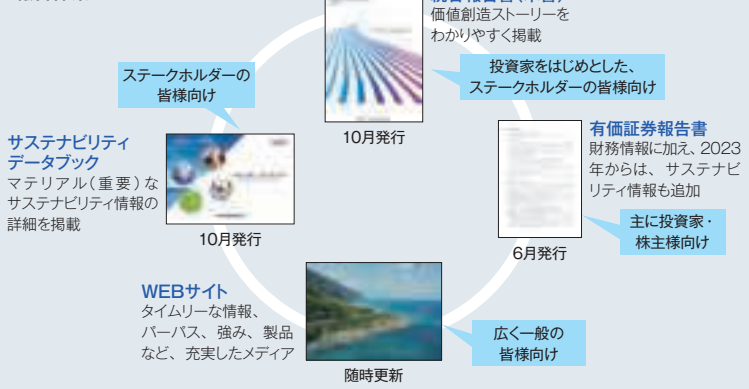 価値創造ストーリーを
わかりやすく掲載
投資家をはじめとした、
ステークホルダーの皆様向け
10月発行
ステークホルダーの
皆様向け
サステナビリティ
データブック
マテリアル(重要)な
サステナビリティ情報の
詳細を掲載
10月発行
有価証券報告書
財務情報に加え、2023
年からは、サステナビ
リティ情報も追加
主に投資家・
株主様向け
6月発行
WEBサイト
タイムリーな情報、
パーパス、強み、製品
など、充実したメディア
広く一般の
皆様向け
随時更新